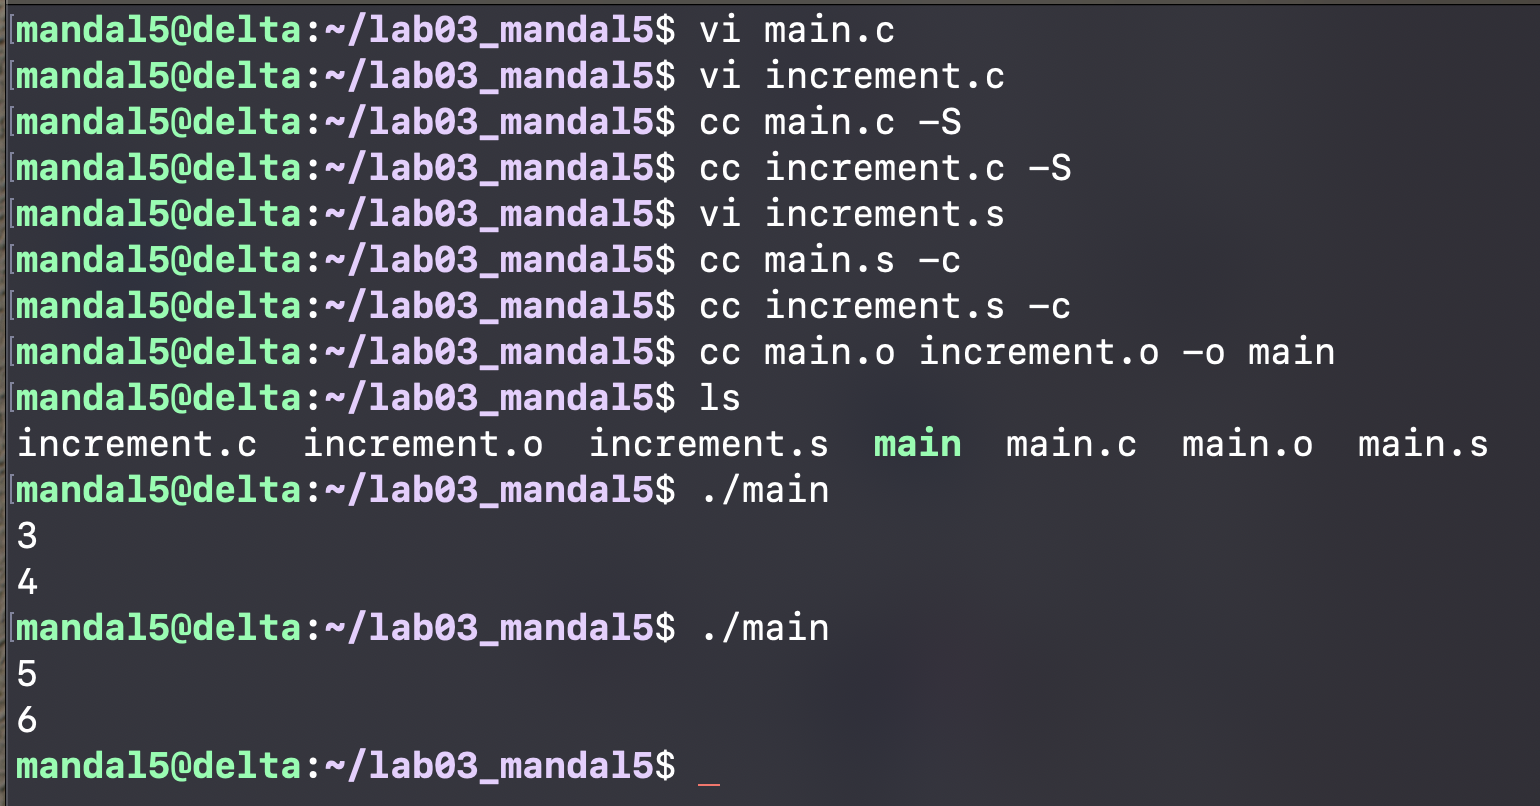 mandal5@delta:~/lab03_mandal5$ vi main.c
mandal5@delta:~/lab03_mandal5$ vi increment.c
mandal5@delta:~/lab03_mandal5$ cc main.c -S
mandal5@delta:~/lab03_mandal5$ cc increment.c -S
mandal5@delta:~/lab03_mandal5$ vi increment.s
mandal5@delta:~/lab03_mandal5$ cc main.s -c
mandal5@delta:~/lab03_mandal5$ cc increment.s -c
mandal5@delta:~/lab03_mandal5$ cc main.o increment.o -o main
mandal5@delta:~/lab03_mandal5$ ls
increment.c  increment.o  increment.s  main  main.c  main.o  main.s
mandal5@delta:~/lab03_mandal5$ ./main
3
4
mandal5@delta:~/lab03_mandal5$ ./main
5
6
mandal5@delta:~/lab03_mandal5$ _